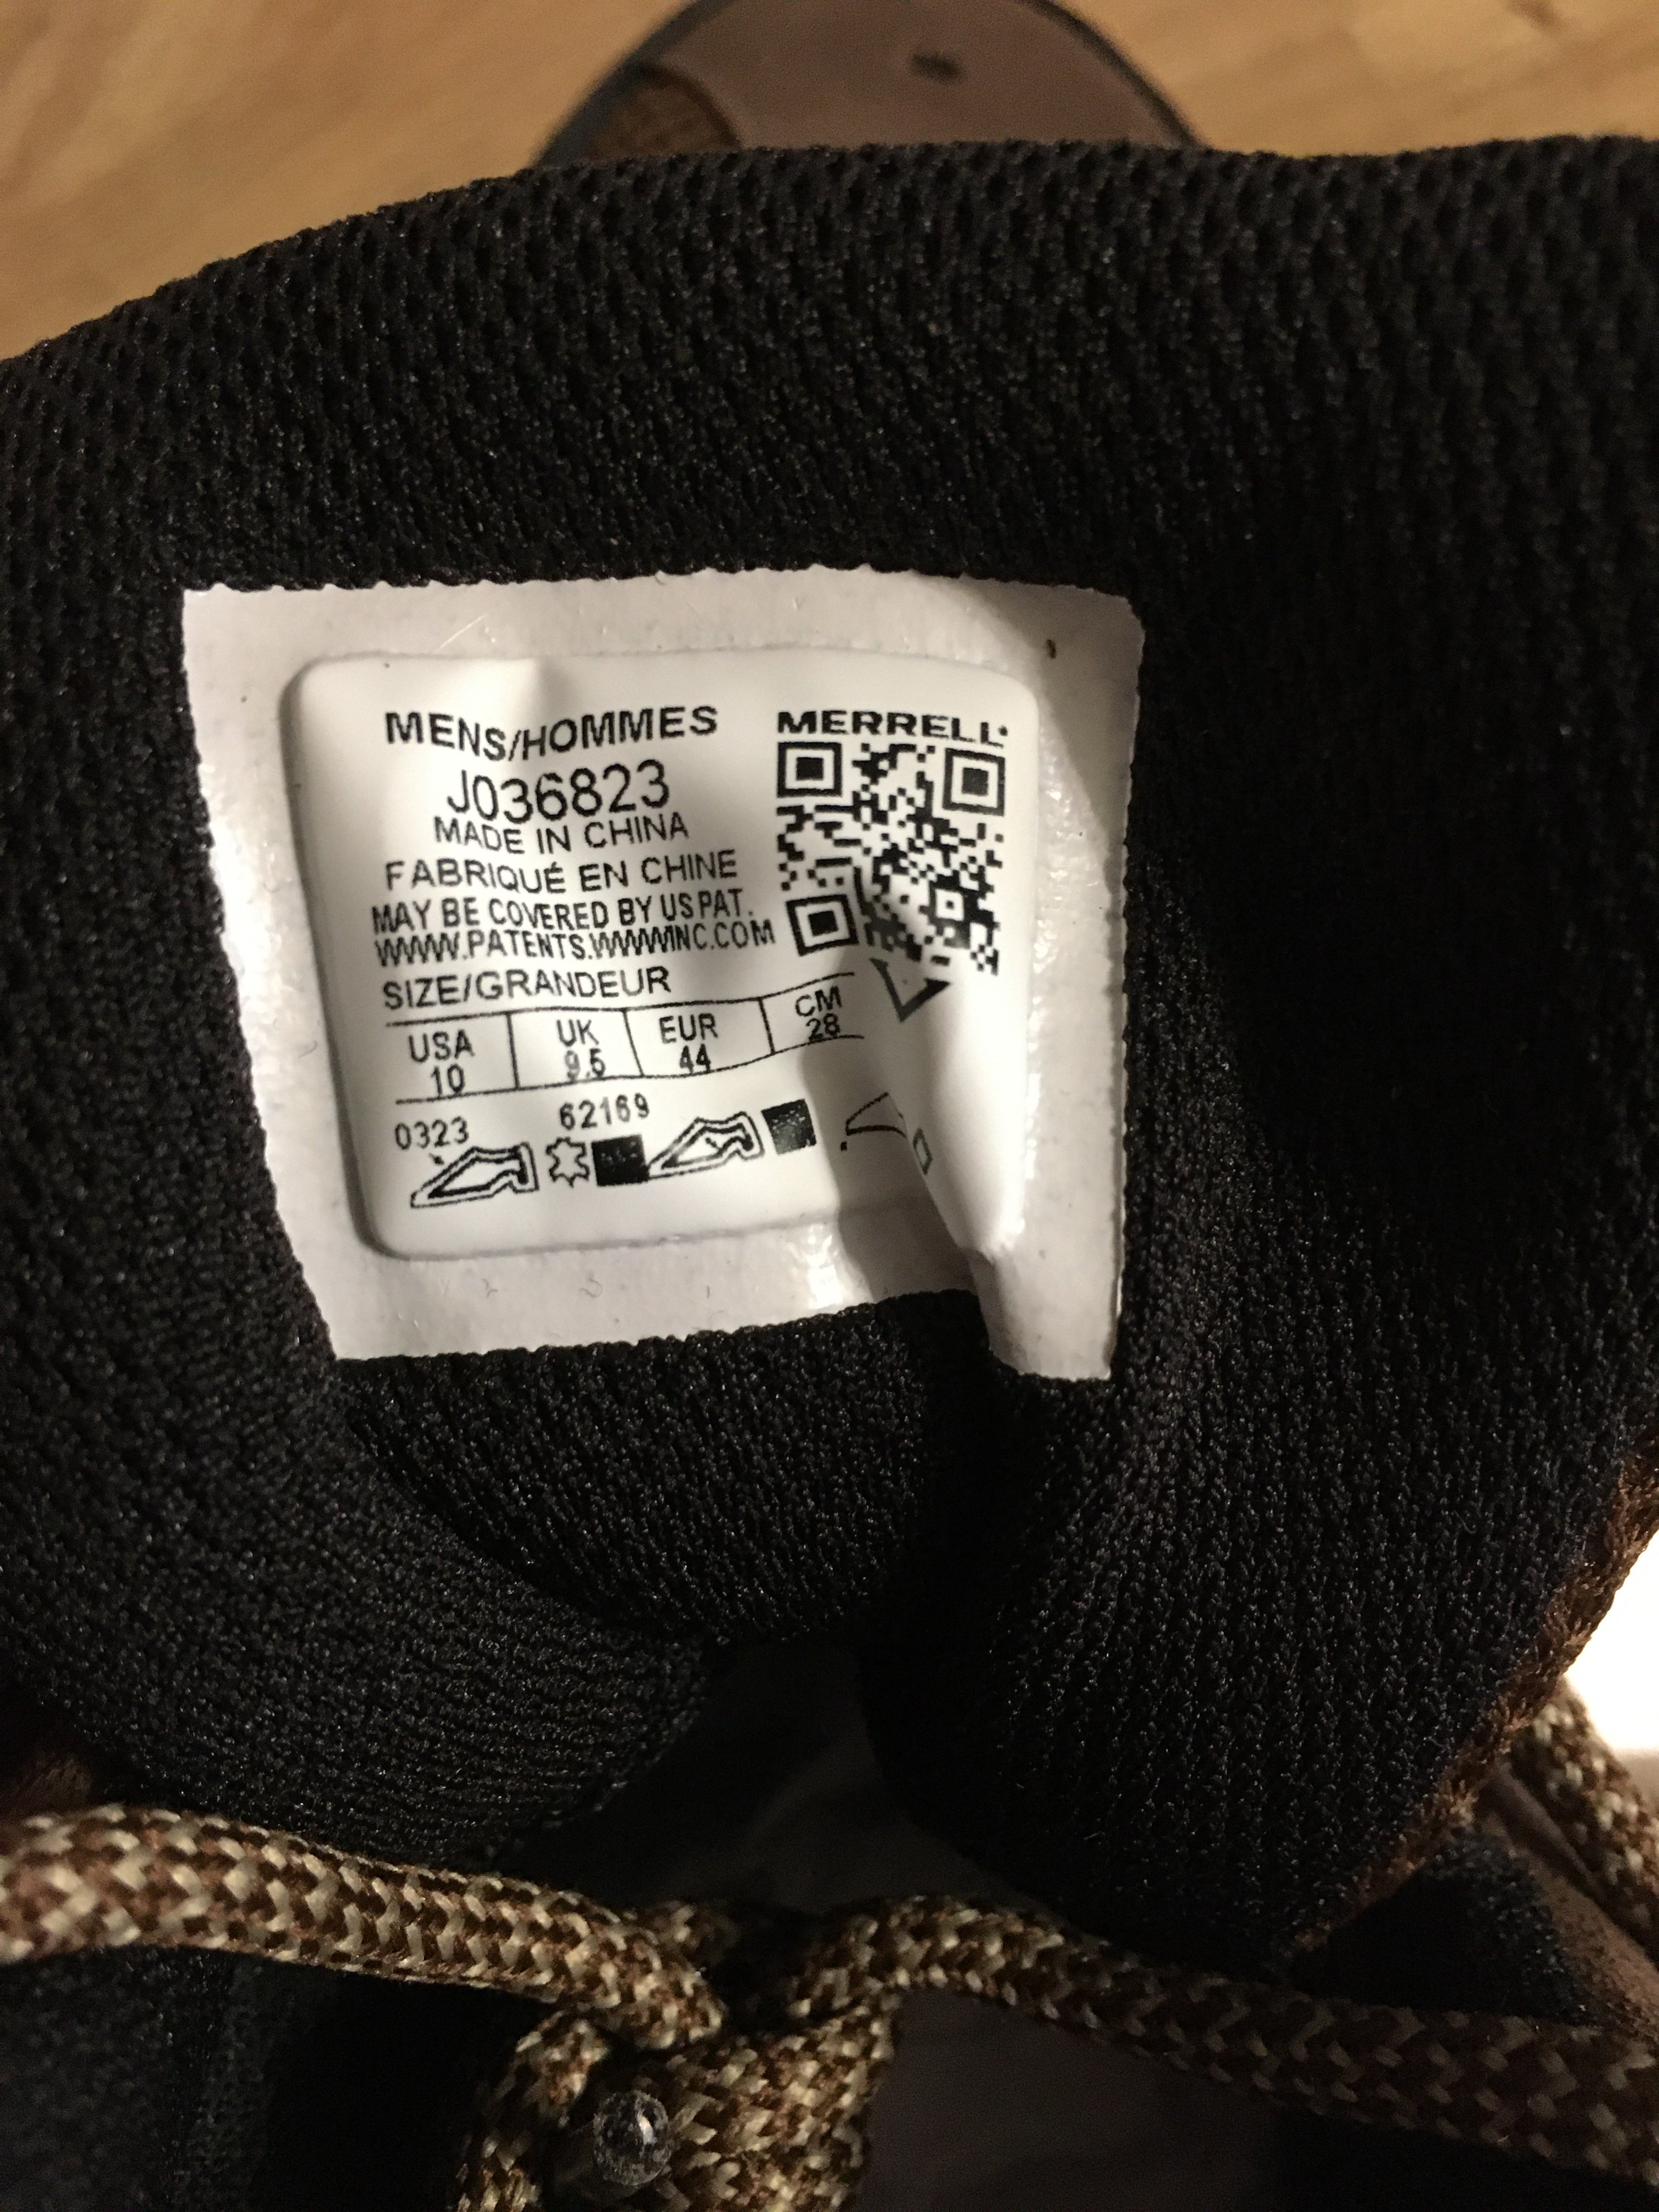 MENS/HOMMES
J036823
MADE IN CHINA
FABRIQUÉ EN CHINE
MAY BE COVERED BY US PAT.
WWW.PATENTS.WWWINC.COM
SIZE/GRANDEUR
USA UK EUR CM
10 9.5 44 28
0323 62169
MERRELL